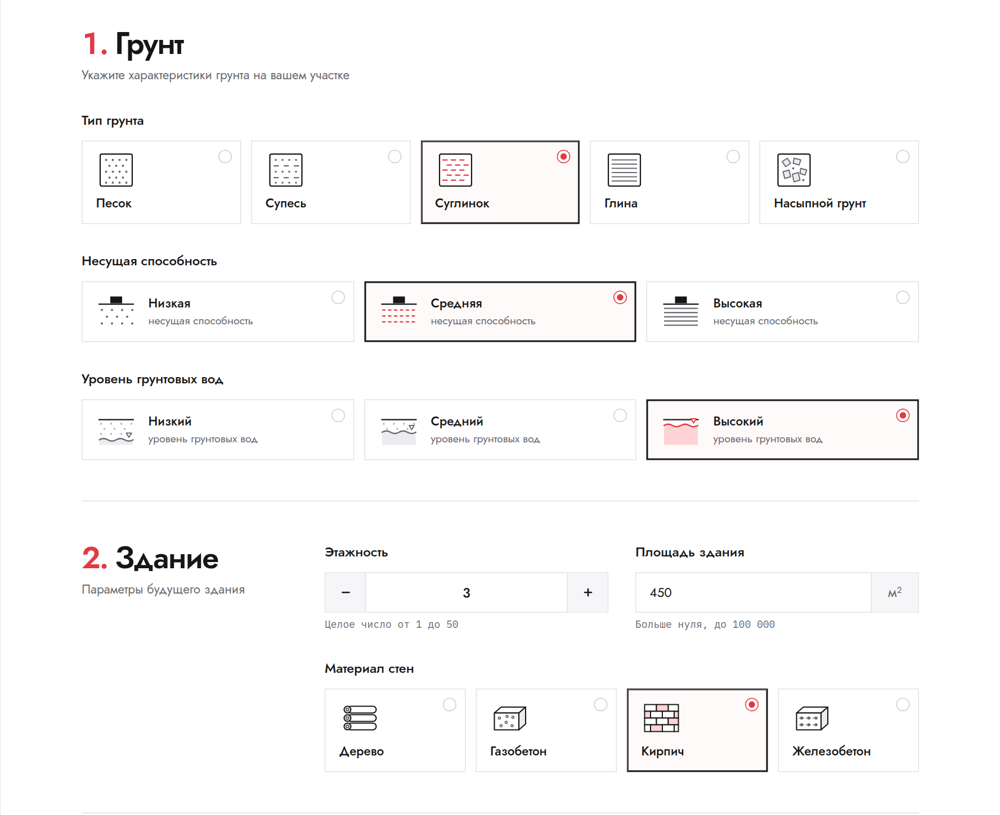 1. Грунт
Укажите характеристики грунта на вашем участке
Тип грунта
Песок
Супесь
Суглинок
Глина
Насыпной грунт
Несущая способность
Низкая
несущая способность
Средняя
несущая способность
Высокая
несущая способность
Уровень грунтовых вод
Низкий
уровень грунтовых вод
Средний
уровень грунтовых вод
Высокий
уровень грунтовых вод
2. Здание
Параметры будущего здания
Этажность
− 3 +
Целое число от 1 до 50
Площадь здания
450 м²
Больше нуля, до 100 000
Материал стен
Дерево
Газобетон
Кирпич
Железобетон